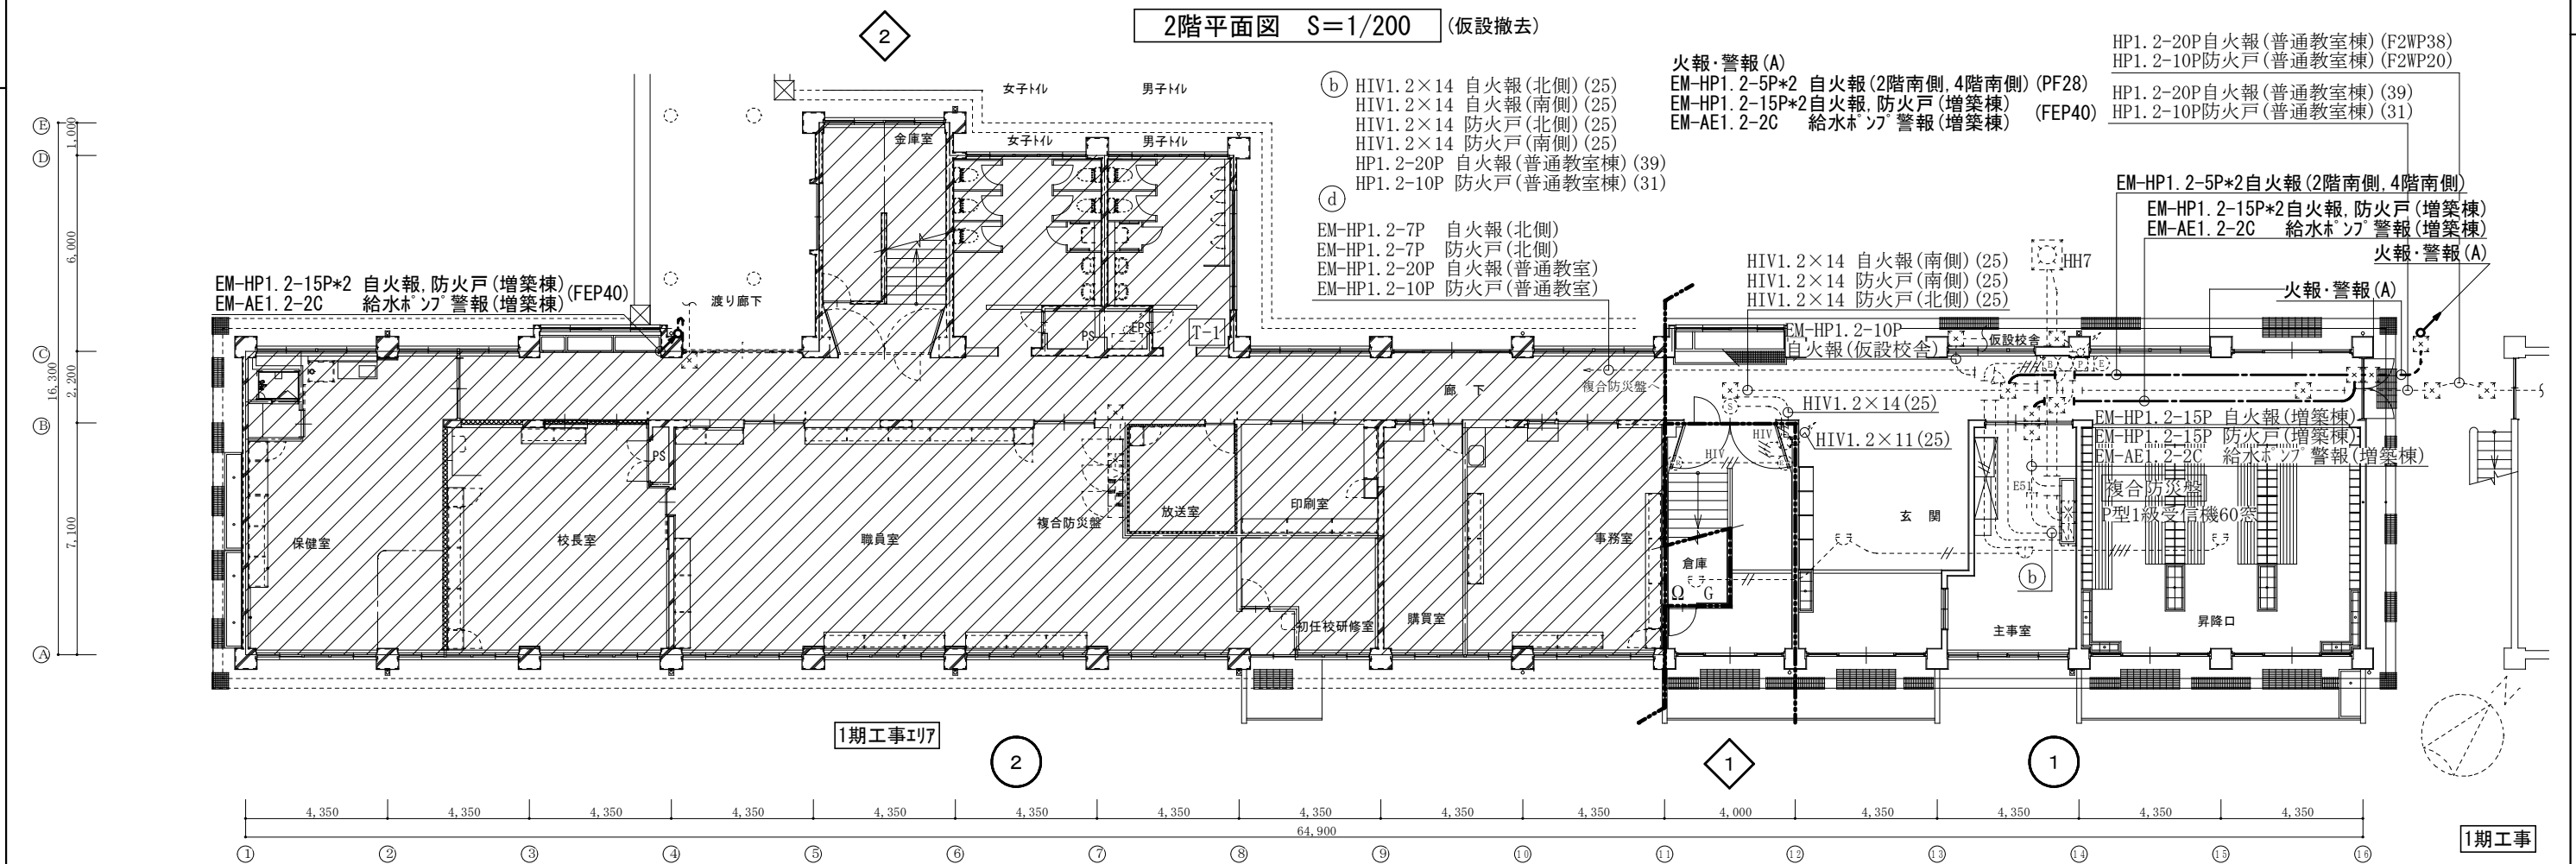 2階平面図 S=1/200 (仮設撤去)
2
女子トイレ
男子トイレ
ⓑ HIV1.2×14 自火報(北側)(25)
HIV1.2×14 自火報(南側)(25)
HIV1.2×14 防火戸(北側)(25)
HIV1.2×14 防火戸(南側)(25)
HP1.2-20P 自火報(普通教室棟)(39)
HP1.2-10P 防火戸(普通教室棟)(31)
ⓓ
EM-HP1.2-7P 自火報(北側)
EM-HP1.2-7P 防火戸(北側)
EM-HP1.2-20P 自火報(普通教室)
EM-HP1.2-10P 防火戸(普通教室)
火報・警報(A)
EM-HP1.2-5P*2 自火報(2階南側,4階南側)(PF28)
EM-HP1.2-15P*2自火報,防火戸(増築棟)
EM-AE1.2-2C 給水ポンプ警報(増築棟)
(FEP40)
HP1.2-20P自火報(普通教室棟)(F2WP38)
HP1.2-10P防火戸(普通教室棟)(F2WP20)
HP1.2-20P自火報(普通教室棟)(39)
HP1.2-10P防火戸(普通教室棟)(31)
EM-HP1.2-5P*2自火報(2階南側,4階南側)
EM-HP1.2-15P*2自火報,防火戸(増築棟)
EM-AE1.2-2C 給水ポンプ警報(増築棟)
火報・警報(A)
火報・警報(A)
HH7
HIV1.2×14 自火報(南側)(25)
HIV1.2×14 防火戸(南側)(25)
HIV1.2×14 防火戸(北側)(25)
EM-HP1.2-10P
自火報(仮設校舎)
仮設校舎
EM-HP1.2-15P*2 自火報,防火戸(増築棟)
EM-AE1.2-2C 給水ポンプ警報(増築棟)
(FEP40)
渡り廊下
金庫室
女子トイレ
男子トイレ
PS
EPS
T-1
廊 下
複合防災盤へ
S
HIV1.2×14(25)
HIV1.2×11(25)
HIV
HIV
B
P
E
EM-HP1.2-15P 自火報(増築棟)
EM-HP1.2-15P 防火戸(増築棟)
EM-AE1.2-2C 給水ポンプ警報(増築棟)
E51
複合防災盤
P型1級受信機60窓
ⓑ
保健室
校長室
PS
職員室
複合防災盤
放送室
印刷室
初任校研修室
購買室
事務室
倉庫
Ω G
玄 関
主事室
昇降口
Ⓔ
Ⓓ
Ⓒ
Ⓑ
Ⓐ
1,000
6,000
16,300
2,200
7,100
1期工事エリア
2
1
1
4,350 4,350 4,350 4,350 4,350 4,350 4,350 4,350 4,350 4,350 4,000 4,350 4,350 4,350 4,350
64,900
① ② ③ ④ ⑤ ⑥ ⑦ ⑧ ⑨ ⑩ ⑪ ⑫ ⑬ ⑭ ⑮ ⑯
1期工事